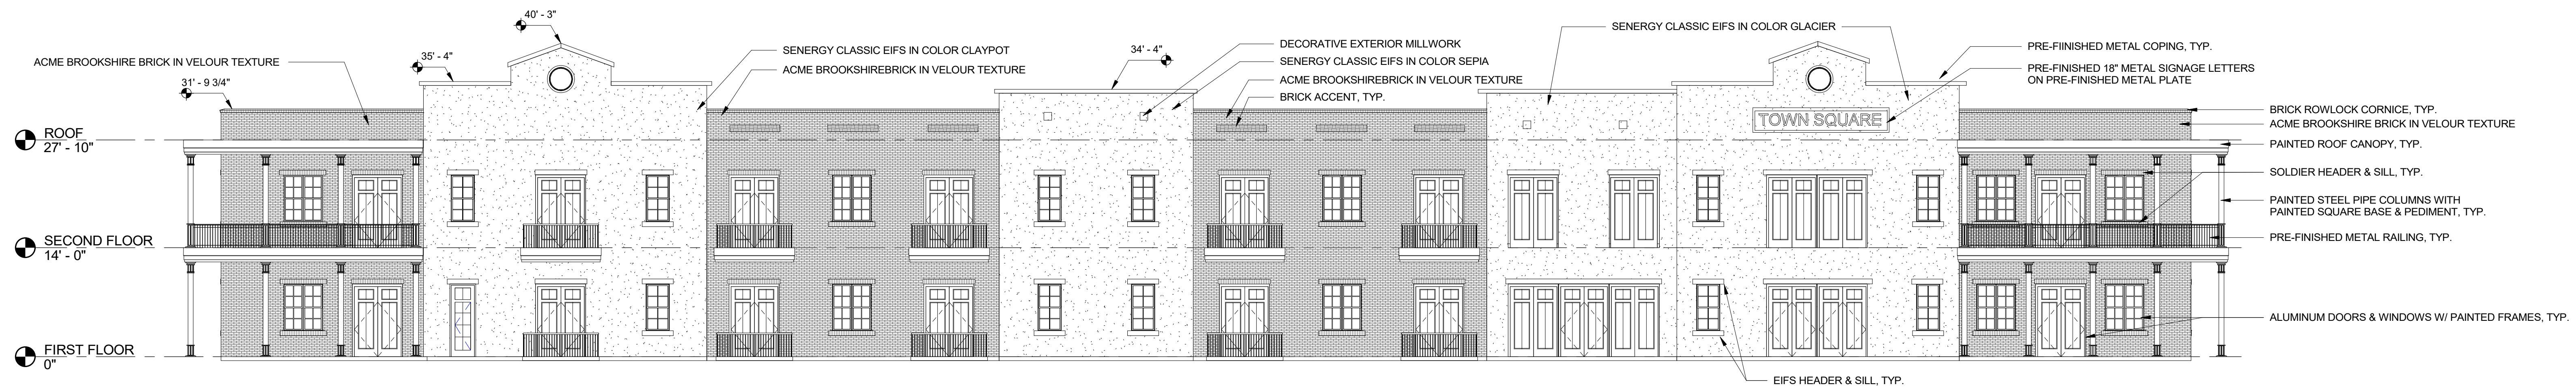 40' - 3"
SENERGY CLASSIC EIFS IN COLOR GLACIER
ACME BROOKSHIRE BRICK IN VELOUR TEXTURE
35' - 4"
31' - 9 3/4"
SENERGY CLASSIC EIFS IN COLOR CLAYPOT
ACME BROOKSHIREBRICK IN VELOUR TEXTURE
DECORATIVE EXTERIOR MILLWORK
SENERGY CLASSIC EIFS IN COLOR SEPIA
ACME BROOKSHIREBRICK IN VELOUR TEXTURE
BRICK ACCENT, TYP.
34' - 4"
PRE-FIINISHED METAL COPING, TYP.
PRE-FINISHED 18" METAL SIGNAGE LETTERS
ON PRE-FINISHED METAL PLATE
TOWN SQUARE
BRICK ROWLOCK CORNICE, TYP.
ACME BROOKSHIRE BRICK IN VELOUR TEXTURE
PAINTED ROOF CANOPY, TYP.
SOLDIER HEADER & SILL, TYP.
PAINTED STEEL PIPE COLUMNS WITH
PAINTED SQUARE BASE & PEDIMENT, TYP.
PRE-FINISHED METAL RAILING, TYP.
ALUMINUM DOORS & WINDOWS W/ PAINTED FRAMES, TYP.
EIFS HEADER & SILL, TYP.
ROOF
27' - 10"
SECOND FLOOR
14' - 0"
FIRST FLOOR
0"